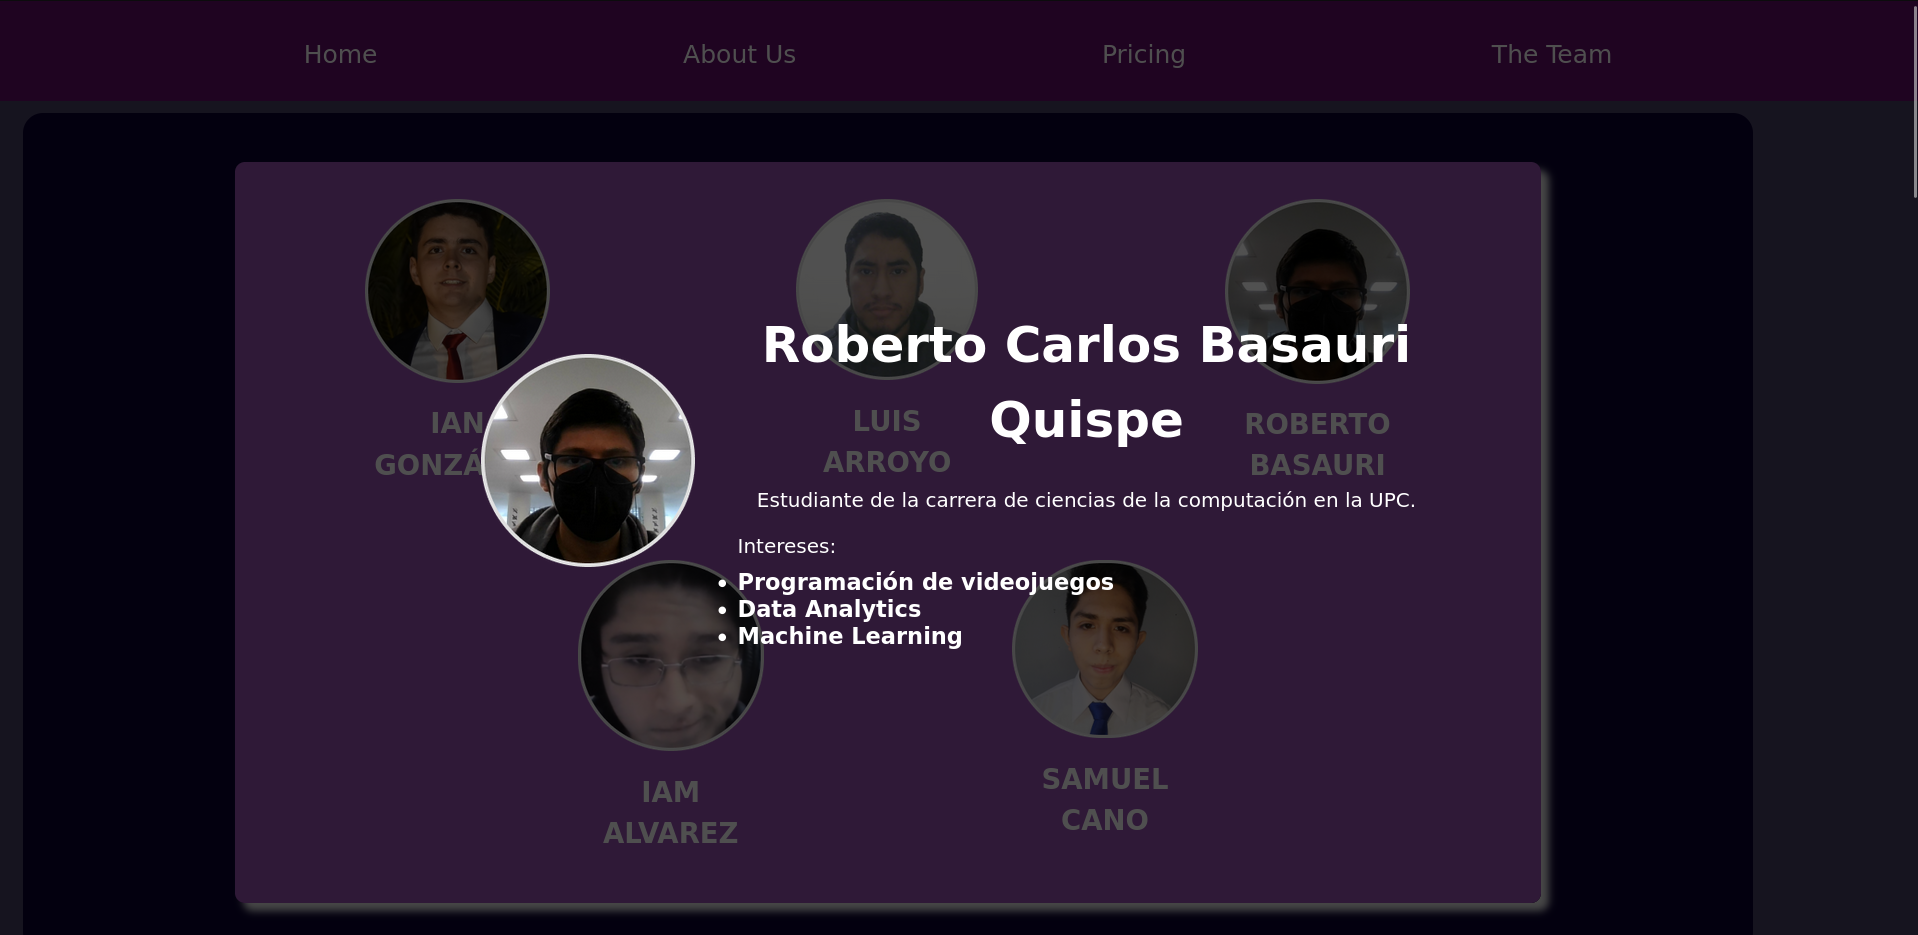 Home About Us Pricing The Team
Roberto Carlos Basauri
Quispe
Estudiante de la carrera de ciencias de la computación en la UPC.
Intereses:
• Programación de videojuegos
• Data Analytics
• Machine Learning
IAN
GONZÁ
LUIS
ARROYO
ROBERTO
BASAURI
IAM
ALVAREZ
SAMUEL
CANO